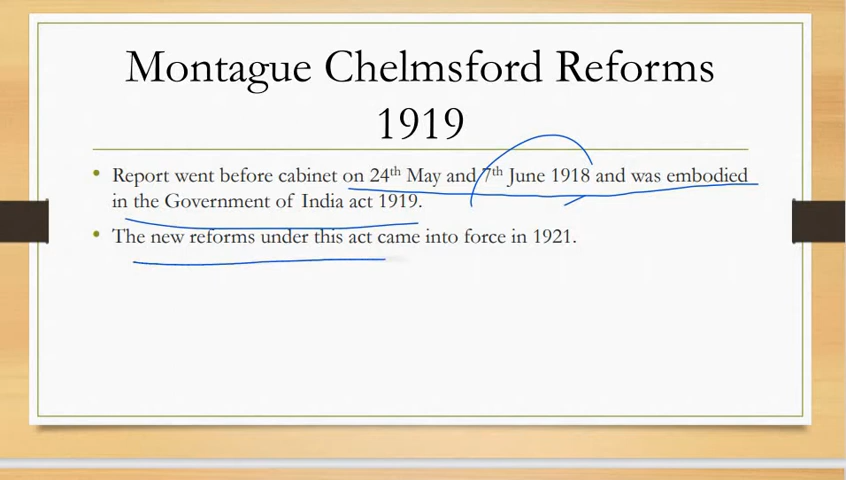 Montague Chelmsford Reforms
1919
• Report went before cabinet on 24th May and 7th June 1918 and was embodied
in the Government of India act 1919.
• The new reforms under this act came into force in 1921.